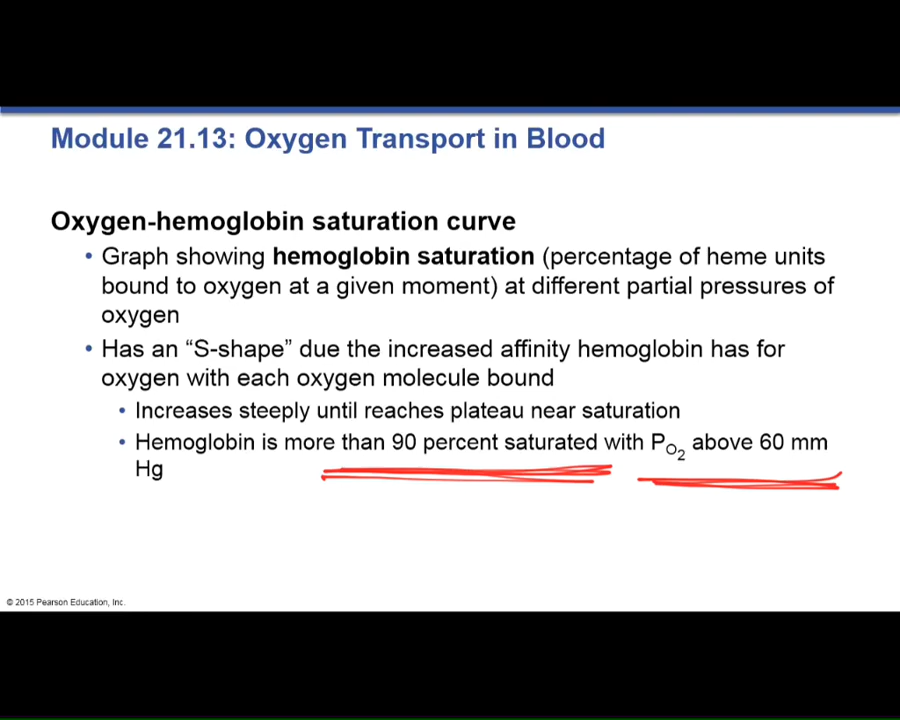 Module 21.13: Oxygen Transport in Blood
Oxygen-hemoglobin saturation curve
• Graph showing hemoglobin saturation (percentage of heme units
bound to oxygen at a given moment) at different partial pressures of
oxygen
• Has an “S-shape” due the increased affinity hemoglobin has for
oxygen with each oxygen molecule bound
• Increases steeply until reaches plateau near saturation
• Hemoglobin is more than 90 percent saturated with PO2 above 60 mm
Hg
© 2015 Pearson Education, Inc.